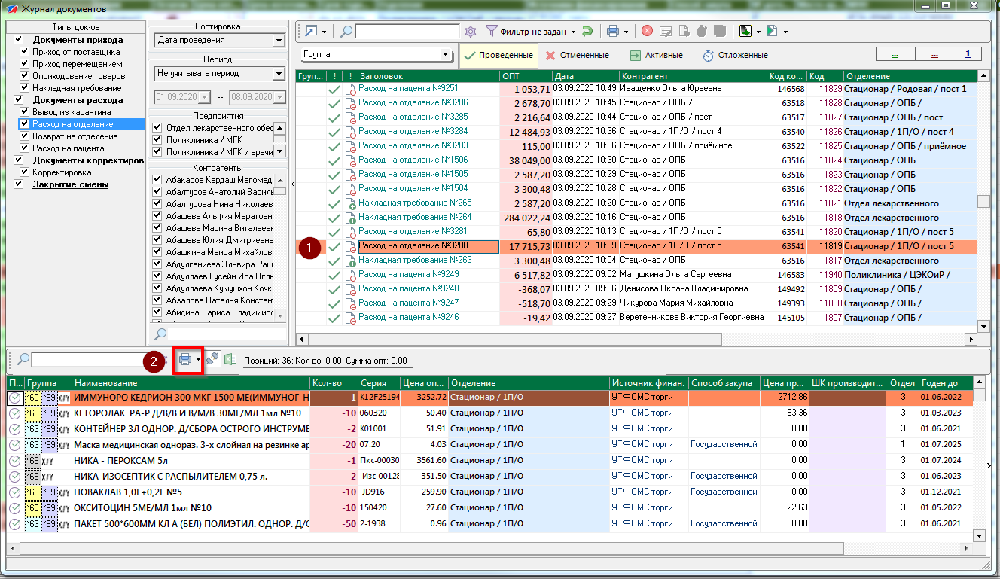 Журнал документов
Типы док-ов
Документы прихода
Приход от поставщика
Приход перемещением
Оприходование товаров
Накладная требование
Документы расхода
Вывод из карантина
Расход на отделение
Возврат на отделение
Расход на пацента
Документы корректиров
Корректировка
Закрытие смены
Сортировка
Дата проведения
Период
Не учитывать период
01.09.2020 -- 08.09.2020
Предприятия
Отдел лекарственного обес
Поликлиника / МГК
Поликлиника / МГК / врачи
Контрагенты
Абакаров Кардаш Магомед
Абалтусов Анатолий Василь
Абалтусова Нина Николаев
Абашева Альфия Маратовн
Абашева Марина Витальевн
Абашева Юлия Дмитриевна
Абашкина Маиса Михайлов
Абдулганиева Эльвира Раш
Абдуллаев Гусейн Иса Оглы
Абдуллаева Кумушхон Кочк
Абзалова Наталья Констан
Абидина Лариса Владимирс
Фильтр не задан
Группа:
Проведенные Отмененные Активные Отложенные ... ... 1
Груп... ! ! Заголовок ОПТ Дата Контрагент Код ко... Код Отделение
Расход на пацента №9251 -1 053,71 03.09.2020 10:49 Иващенко Ольга Юрьевна 146568 11829 Стационар / Родовая / пост 1
Расход на отделение №3286 2 678,70 03.09.2020 10:45 Стационар / ОПБ / 63518 11828 Стационар / ОПБ /
Расход на отделение №3285 2 216,64 03.09.2020 10:44 Стационар / ОПБ / пост 63517 11827 Стационар / ОПБ / пост
Расход на отделение №3284 12 484,93 03.09.2020 10:36 Стационар / 1П/О / пост 4 63540 11826 Стационар / 1П/О / пост 4
Расход на отделение №3283 115,00 03.09.2020 10:36 Стационар / ОПБ / приёмное 63522 11825 Стационар / ОПБ / приёмное
Расход на отделение №1506 38 049,00 03.09.2020 10:30 Стационар / ОПБ 63516 11824 Стационар / ОПБ
Расход на отделение №1505 2 587,20 03.09.2020 10:29 Стационар / ОПБ 63516 11823 Стационар / ОПБ
Расход на отделение №1504 3 300,48 03.09.2020 10:28 Стационар / ОПБ 63516 11822 Стационар / ОПБ
Накладная требование №265 2 587,20 03.09.2020 10:20 Стационар / ОПБ 63516 11821 Отдел лекарственного
Накладная требование №264 284 022,24 03.09.2020 10:16 Стационар / ОПБ 63516 11818 Отдел лекарственного
Расход на отделение №3281 65,80 03.09.2020 10:13 Стационар / 1П/О / пост 5 63541 11820 Стационар / 1П/О / пост 5
1 Расход на отделение №3280 17 715,73 03.09.2020 10:09 Стационар / 1П/О / пост 5 63541 11819 Стационар / 1П/О / пост 5
Накладная требование №263 3 300,48 03.09.2020 10:04 Стационар / ОПБ 63516 11817 Отдел лекарственного
Расход на пацента №9249 -6 517,82 03.09.2020 09:52 Матушкина Ольга Сергеевна 146583 11940 Поликлиника / ЦЭКОиР /
Расход на пацента №9248 -368,07 03.09.2020 09:36 Денисова Оксана Владимировна 149492 11809 Стационар / ОПБ /
Расход на пацента №9247 -518,70 03.09.2020 09:29 Чикурова Мария Михайловна 149393 11808 Стационар / ОПБ /
Расход на пацента №9246 -19,42 03.09.2020 09:27 Веретенникова Виктория Георгиевна 145105 11807 Стационар / ОПБ /
2 Позиций: 36; Кол-во: 0.00; Сумма опт: 0.00
П... Группа Наименование Кол-во Серия Цена оп... Отделение Источник финан. Способ закупа Цена пр... ШК производит... Отдел Годен до
*60 *69 XJY ИММУНОРО КЕДРИОН 300 МКГ 1500 МЕ(ИММУНОГ-Н -1 K12F25194 3252.72 Стационар / 1П/О УТФОМС торги 2712.86 3 01.06.2022
*60 *69 XJY КЕТОРОЛАК РА-Р Д/В/В И В/М/В 30МГ/МЛ 1мл №10 -10 060320 50.40 Стационар / 1П/О УТФОМС торги 63.36 3 01.03.2023
*63 *69 XJY КОНТЕЙНЕР 3Л ОДНОР. Д/СБОРА ОСТРОГО ИНСТРУМЕ -2 K01001 51.91 Стационар / 1П/О УТФОМС торги 0.00 3 01.06.2025
*63 *69 XJY Маска медицинская однораз. 3-х слойная на резинке ар -20 07.20 4.03 Стационар / 1П/О УТФОМС торги Государственной 0.00 1 01.07.2025
*66 XJY НИКА - ПЕРОКСАМ 5л -1 Пкс-00030 3561.60 Стационар / 1П/О УТФОМС торги 0.00 3 01.07.2024
*66 XJY НИКА-ИЗОСЕПТИК С РАСПЫЛИТЕЛЕМ 0,75 л. -2 Изс-00128 351.50 Стационар / 1П/О УТФОМС торги Государственной 0.00 3 01.06.2023
*60 *69 XJY НОВАКЛАВ 1,0Г+0,2Г №5 -10 JD916 259.90 Стационар / 1П/О УТФОМС торги Государственной 0.00 3 01.12.2021
*60 *69 XJY ОКСИТОЦИН 5МЕ/МЛ 1мл №10 -10 150420 27.60 Стационар / 1П/О УТФОМС торги 22.63 3 01.05.2022
*63 *69 XJY ПАКЕТ 500*600ММ КЛ А (БЕЛ) ПОЛИЭТИЛ. ОДНОР. Д/С -50 2-1938 0.96 Стационар / 1П/О УТФОМС торги Государственной 0.00 3 01.06.2021